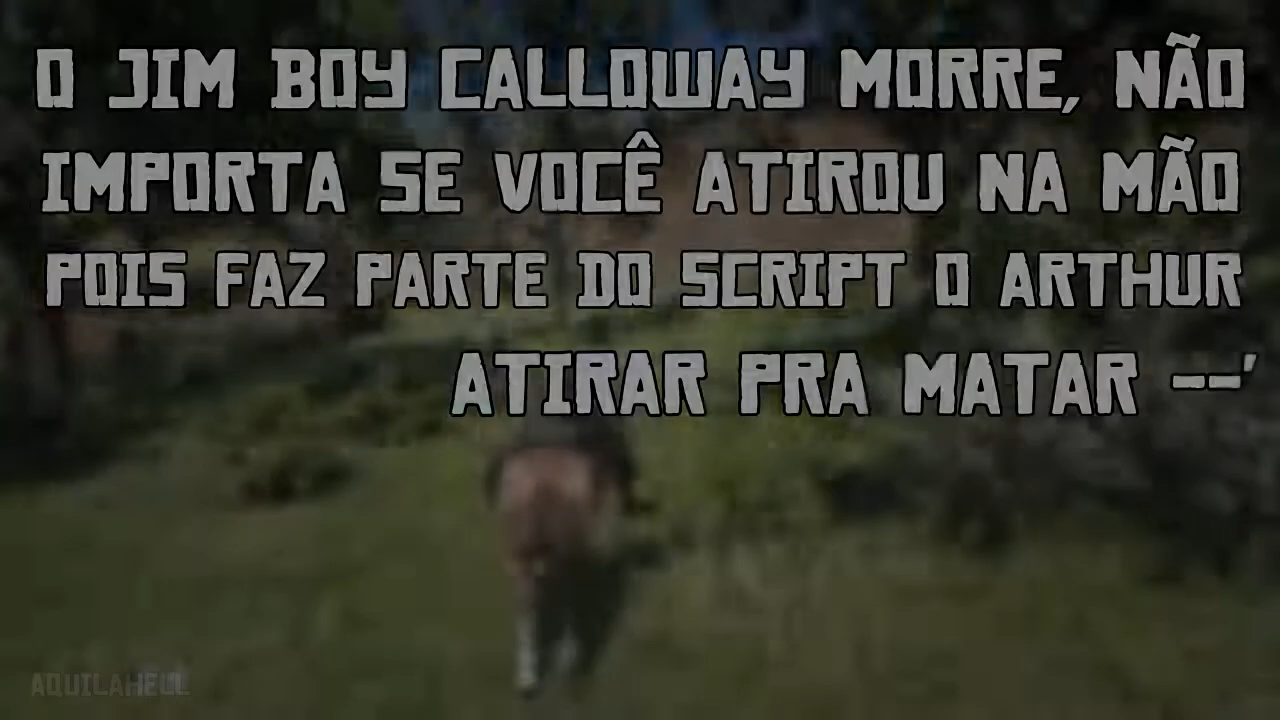 O JIM BOY CALLOWAY MORRE, NÃO
IMPORTA SE VOCÊ ATIROU NA MÃO
POIS FAZ PARTE DO SCRIPT O ARTHUR
ATIRAR PRA MATAR --'
AQUILAHELL